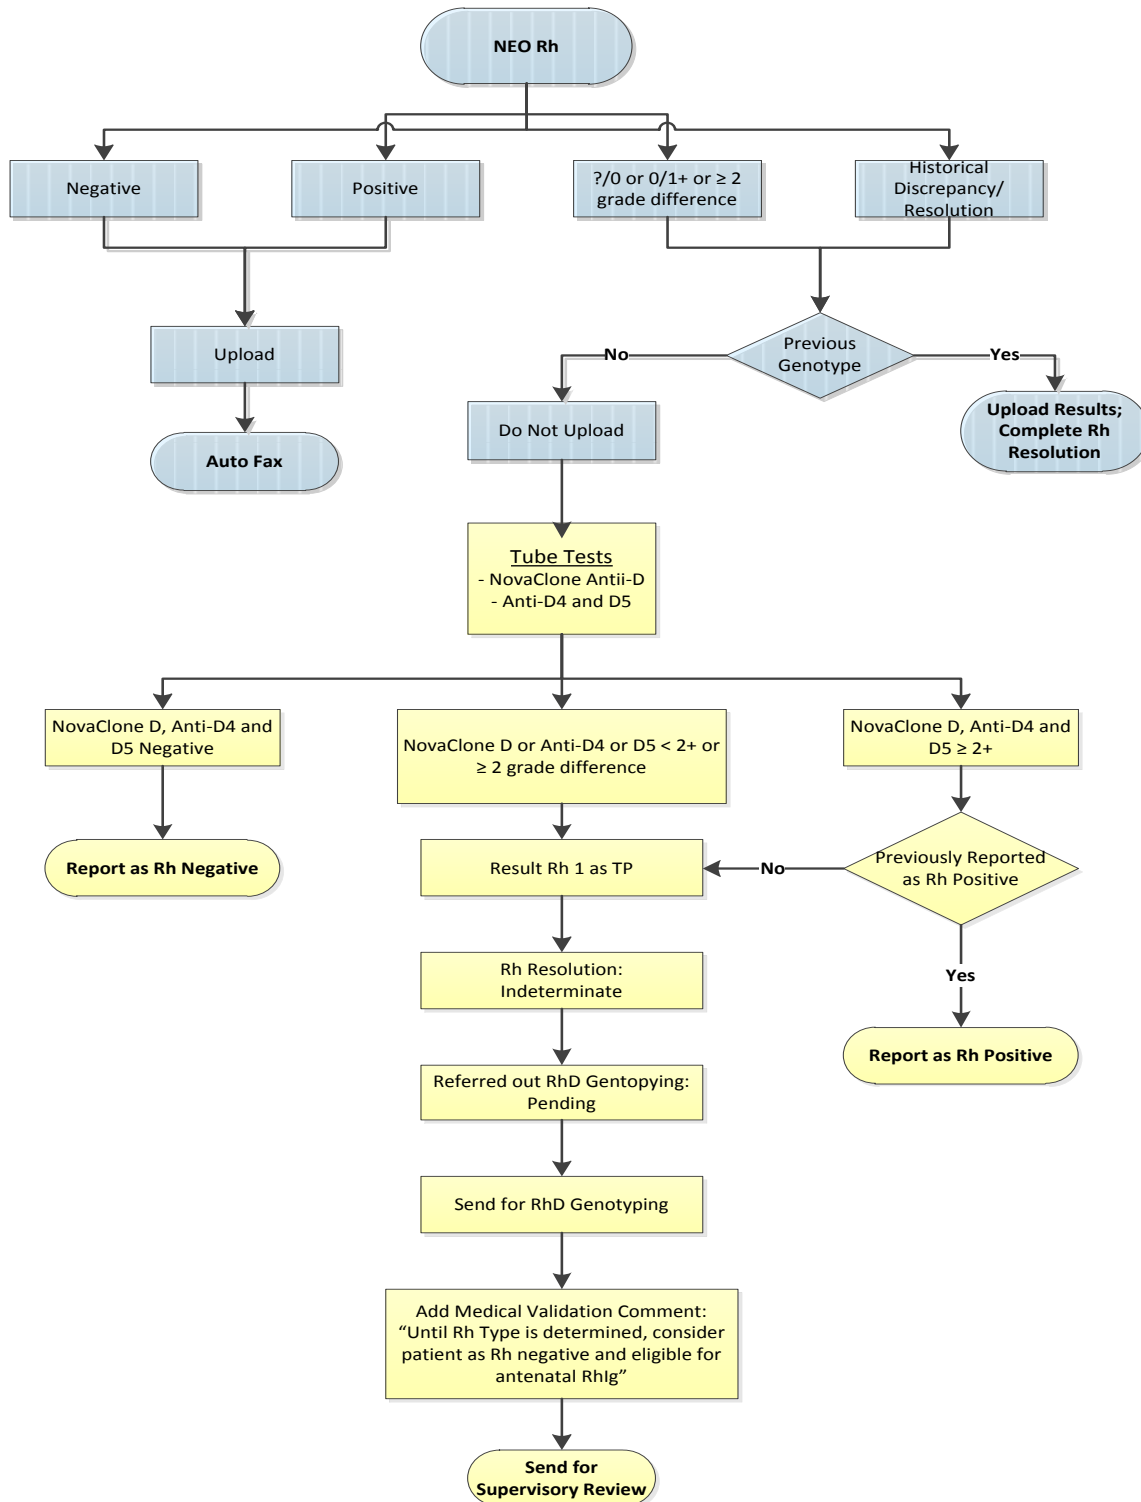 NEO Rh
Negative
Positive
?/0 or 0/1+ or ≥ 2
grade difference
Historical
Discrepancy/
Resolution
Upload
Previous
Genotype
No
Yes
Do Not Upload
Upload Results;
Complete Rh
Resolution
Auto Fax
Tube Tests
- NovaClone Antii-D
- Anti-D4 and D5
NovaClone D, Anti-D4 and
D5 Negative
NovaClone D or Anti-D4 or D5 < 2+ or
≥ 2 grade difference
NovaClone D, Anti-D4 and
D5 ≥ 2+
Report as Rh Negative
Result Rh 1 as TP
No
Previously Reported
as Rh Positive
Rh Resolution:
Indeterminate
Yes
Report as Rh Positive
Referred out RhD Gentopying:
Pending
Send for RhD Genotyping
Add Medical Validation Comment:
“Until Rh Type is determined, consider
patient as Rh negative and eligible for
antenatal RhIg”
Send for
Supervisory Review